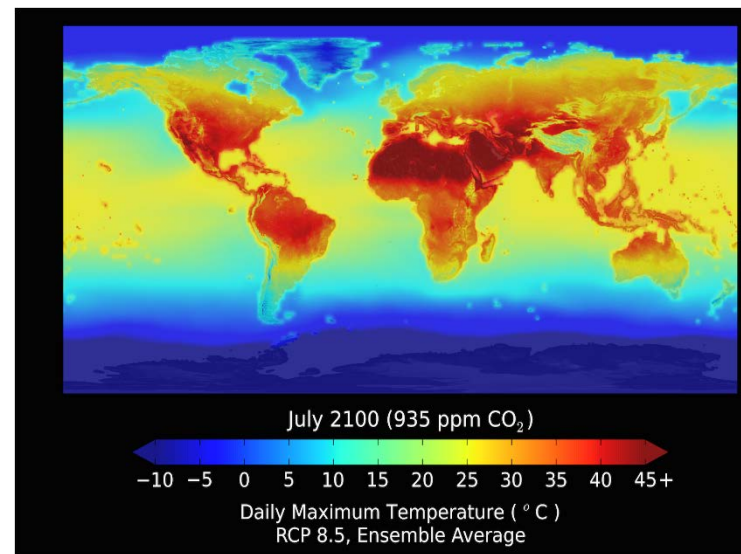 July 2100 (935 ppm CO₂)
−10 −5 0 5 10 15 20 25 30 35 40 45+
Daily Maximum Temperature ( ° C )
RCP 8.5, Ensemble Average